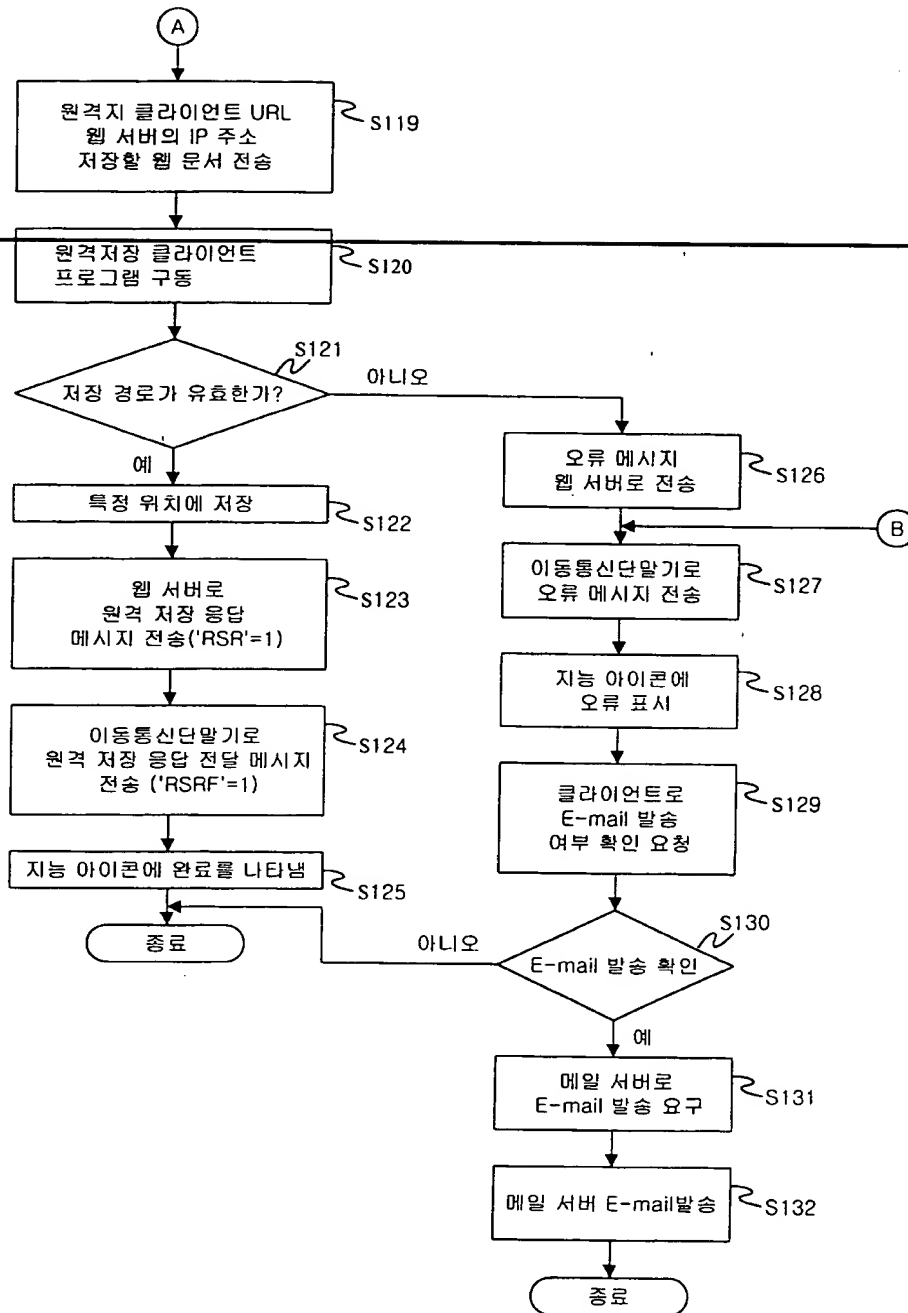 A
원격지 클라이언트 URL
웹 서버의 IP 주소
저장할 웹 문서 전송
S119
원격저장 클라이언트
프로그램 구동
S120
저장 경로가 유효한가?
S121
아니오
예
특정 위치에 저장
S122
웹 서버로
원격 저장 응답
메시지 전송('RSR'=1)
S123
이동통신단말기로
원격 저장 응답 전달 메시지
전송 ('RSRF'=1)
S124
지능 아이콘에 완료를 나타냄
S125
종료
오류 메시지
웹 서버로 전송
S126
B
이동통신단말기로
오류 메시지 전송
S127
지능 아이콘에
오류 표시
S128
클라이언트로
E-mail 발송
여부 확인 요청
S129
E-mail 발송 확인
S130
아니오
예
메일 서버로
E-mail 발송 요구
S131
메일 서버 E-mail발송
S132
종료